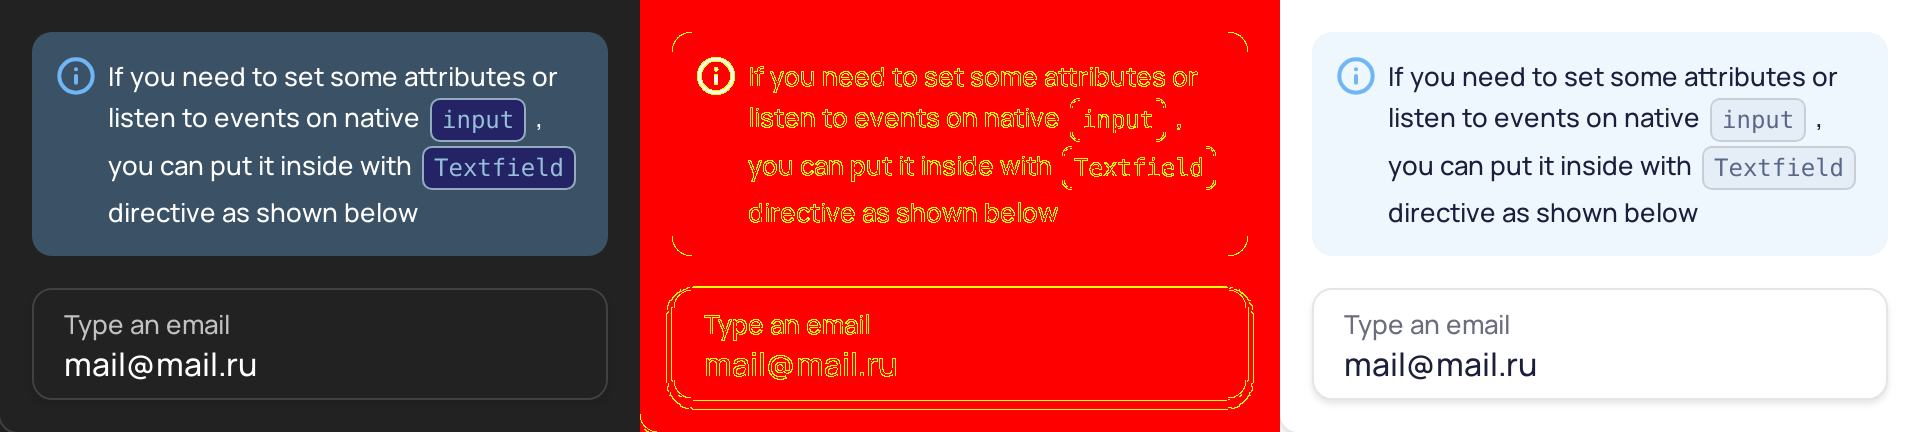 If you need to set some attributes or
listen to events on native input ,
you can put it inside with Textfield
directive as shown below
Type an email
mail@mail.ru
If you need to set some attributes or
listen to events on native input ,
you can put it inside with Textfield
directive as shown below
Type an email
mail@mail.ru
If you need to set some attributes or
listen to events on native input ,
you can put it inside with Textfield
directive as shown below
Type an email
mail@mail.ru